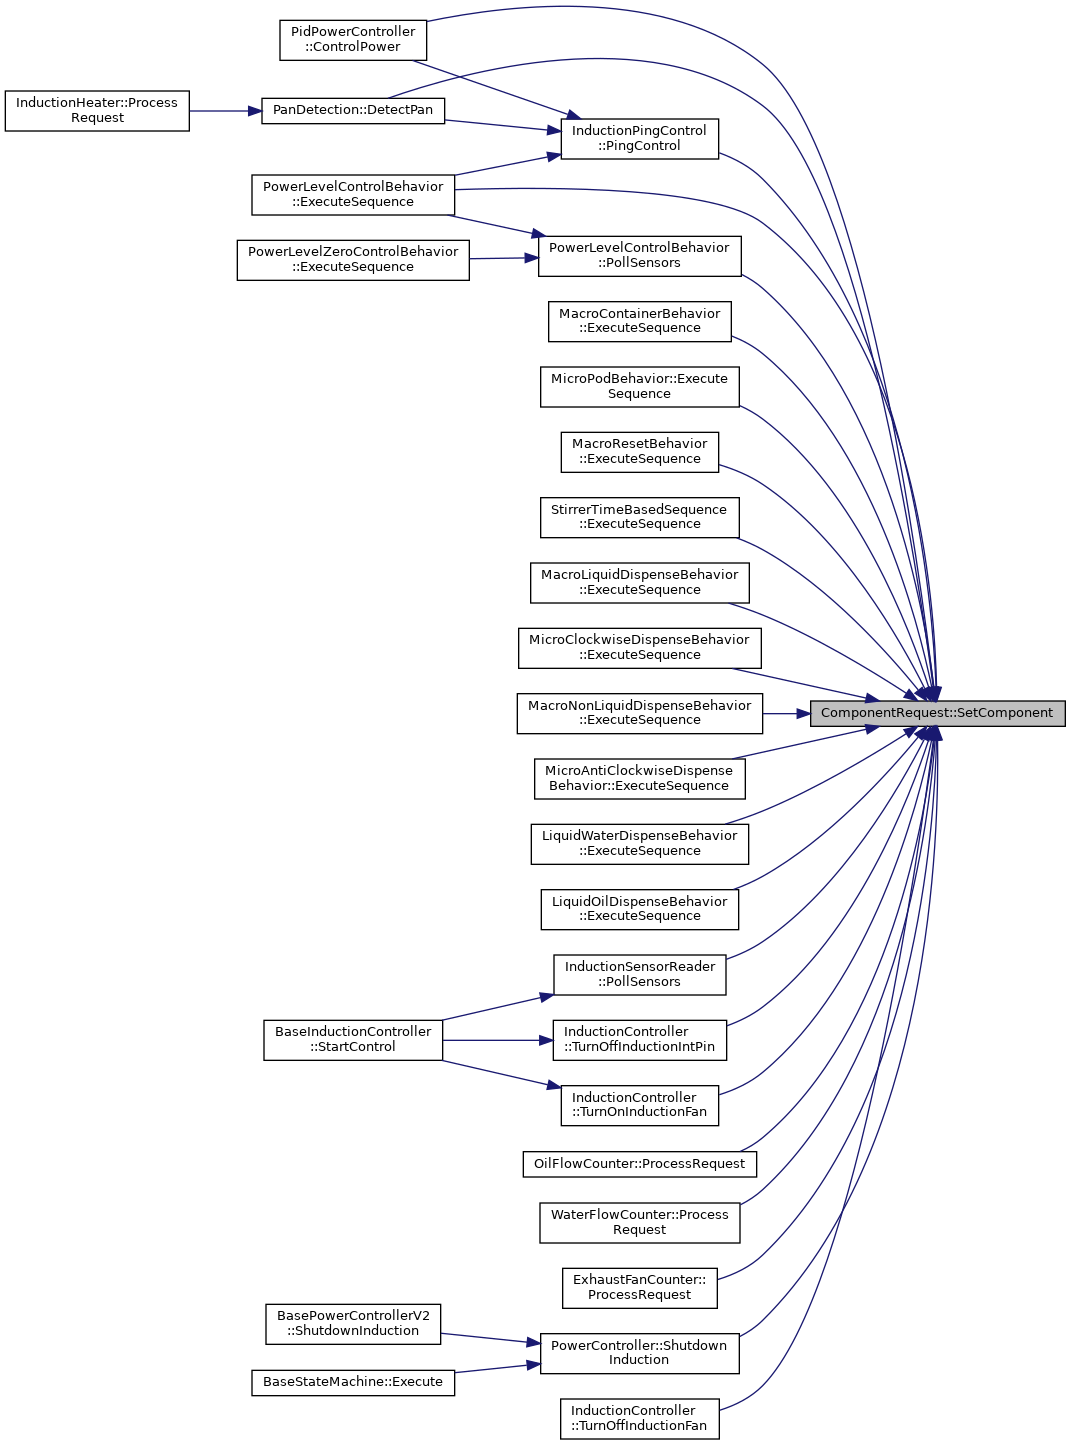 PidPowerController
::ControlPower
InductionHeater::Process
Request
PanDetection::DetectPan
InductionPingControl
::PingControl
PowerLevelControlBehavior
::ExecuteSequence
PowerLevelZeroControlBehavior
::ExecuteSequence
PowerLevelControlBehavior
::PollSensors
MacroContainerBehavior
::ExecuteSequence
MicroPodBehavior::Execute
Sequence
MacroResetBehavior
::ExecuteSequence
StirrerTimeBasedSequence
::ExecuteSequence
MacroLiquidDispenseBehavior
::ExecuteSequence
MicroClockwiseDispenseBehavior
::ExecuteSequence
MacroNonLiquidDispenseBehavior
::ExecuteSequence
ComponentRequest::SetComponent
MicroAntiClockwiseDispense
Behavior::ExecuteSequence
LiquidWaterDispenseBehavior
::ExecuteSequence
LiquidOilDispenseBehavior
::ExecuteSequence
InductionSensorReader
::PollSensors
BaseInductionController
::StartControl
InductionController
::TurnOffInductionIntPin
InductionController
::TurnOnInductionFan
OilFlowCounter::ProcessRequest
WaterFlowCounter::Process
Request
ExhaustFanCounter::
ProcessRequest
BasePowerControllerV2
::ShutdownInduction
PowerController::Shutdown
Induction
BaseStateMachine::Execute
InductionController
::TurnOffInductionFan